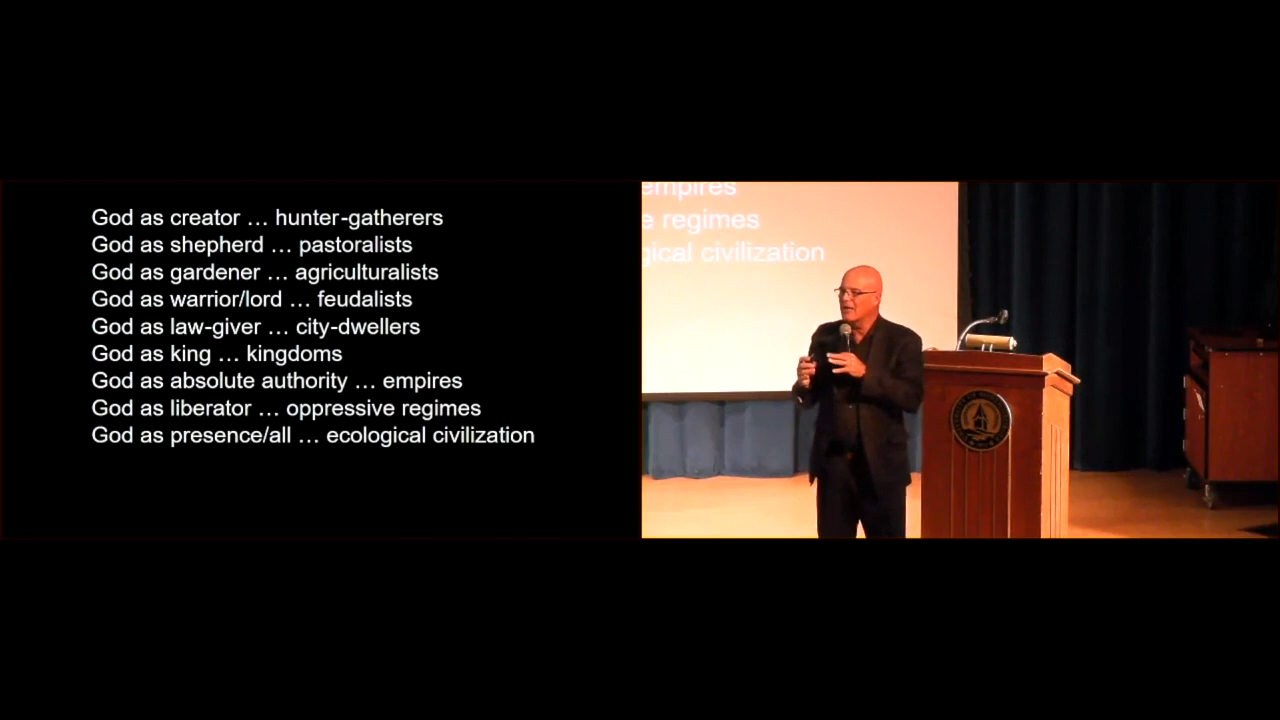 God as creator … hunter-gatherers
God as shepherd … pastoralists
God as gardener … agriculturalists
God as warrior/lord … feudalists
God as law-giver … city-dwellers
God as king … kingdoms
God as absolute authority … empires
God as liberator … oppressive regimes
God as presence/all … ecological civilization
empires
e regimes
gical civilization